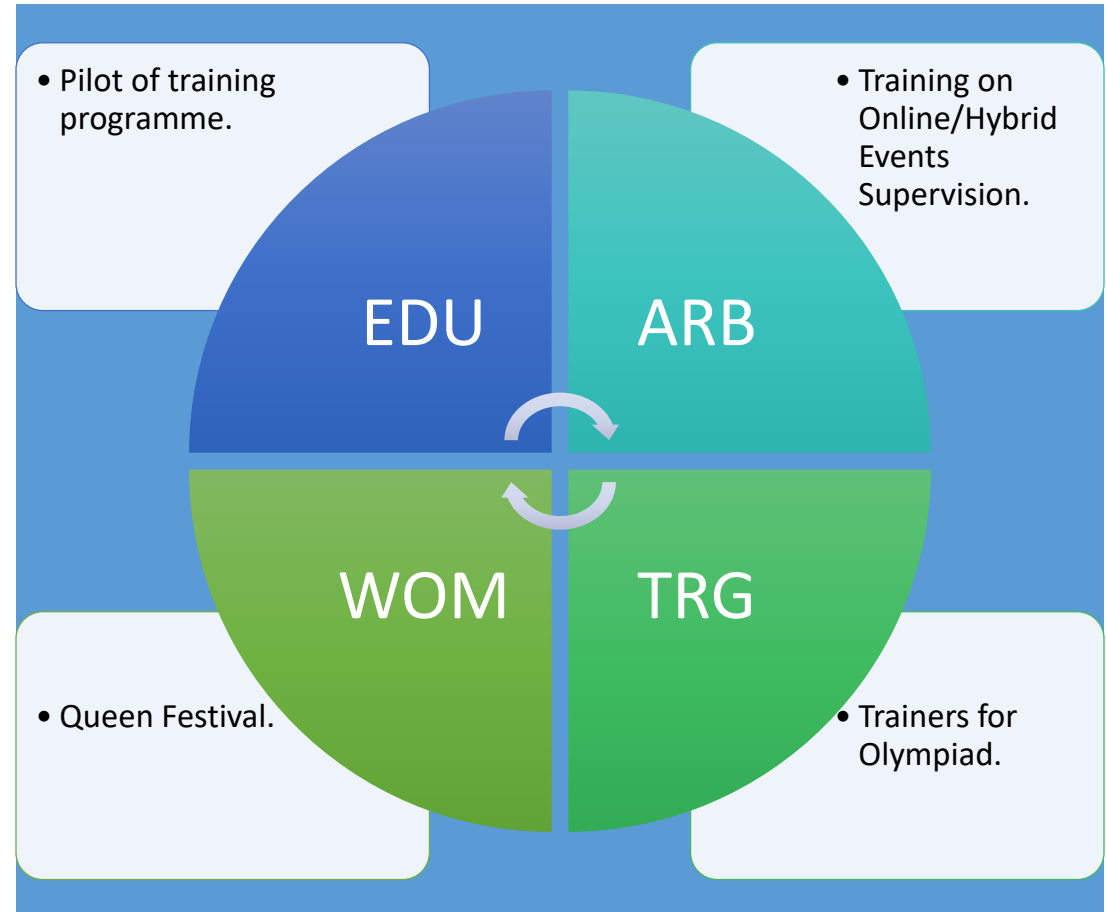 • Pilot of training
programme.
• Training on
Online/Hybrid
Events
Supervision.
EDU
ARB
WOM
TRG
• Queen Festival.
• Trainers for
Olympiad.